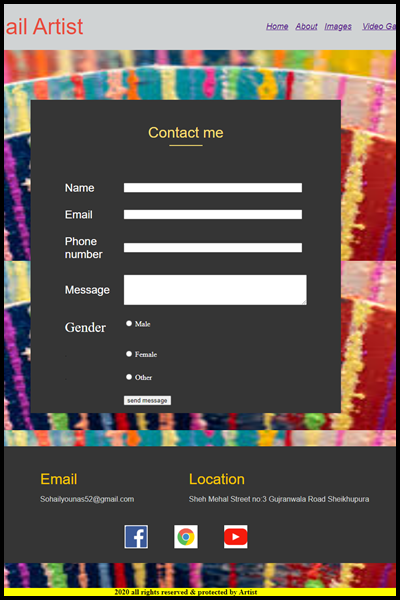 ail Artist
Home About Images Video Ga
Contact me
Name
Email
Phone
number
Message
Gender
Male
Female
Other
send message
Email Location
Sohailyounas52@gmail.com Sheh Mehal Street no:3 Gujranwala Road Sheikhupura
2020 all rights reserved & protected by Artist